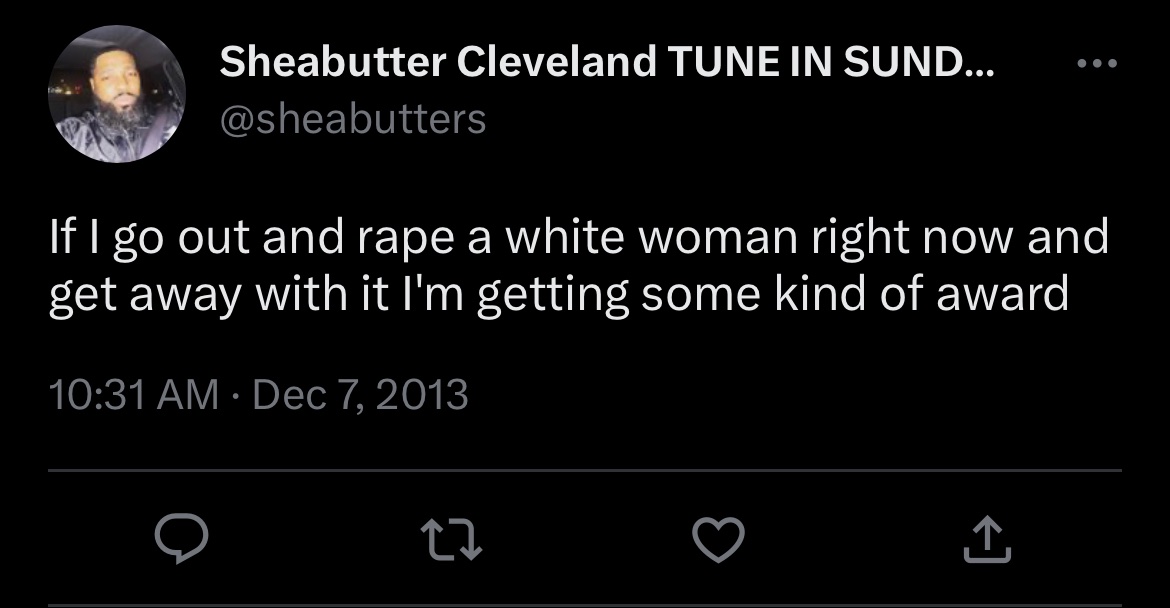 Sheabutter Cleveland TUNE IN SUND...
@sheabutters
If I go out and rape a white woman right now and
get away with it I'm getting some kind of award
10:31 AM · Dec 7, 2013